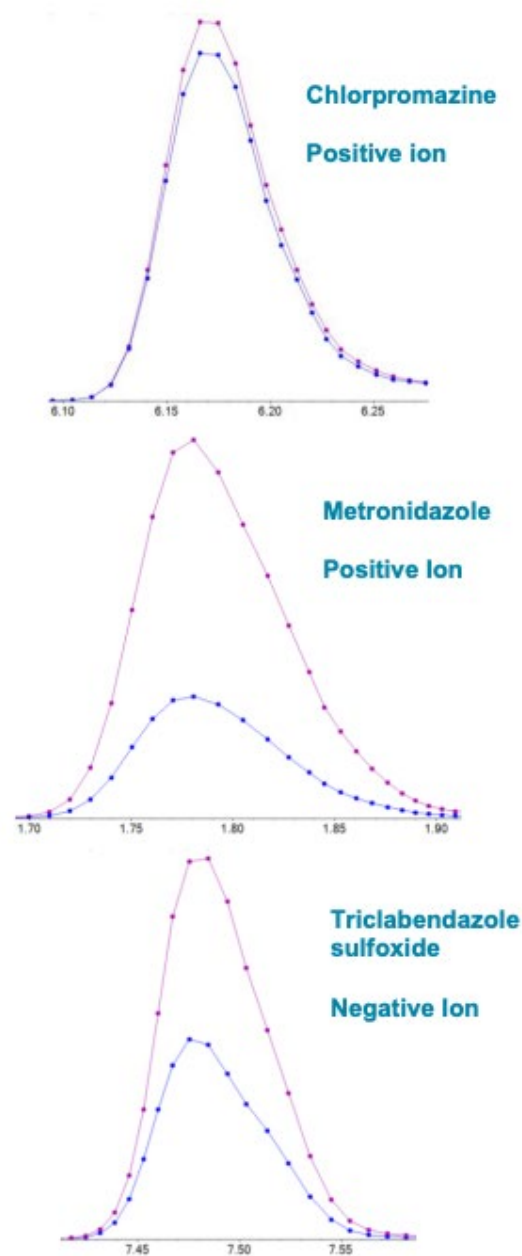 Chlorpromazine
Positive ion
6.10 6.15 6.20 6.25
Metronidazole
Positive Ion
1.70 1.75 1.80 1.85 1.90
Triclabendazole
sulfoxide
Negative Ion
7.45 7.50 7.55